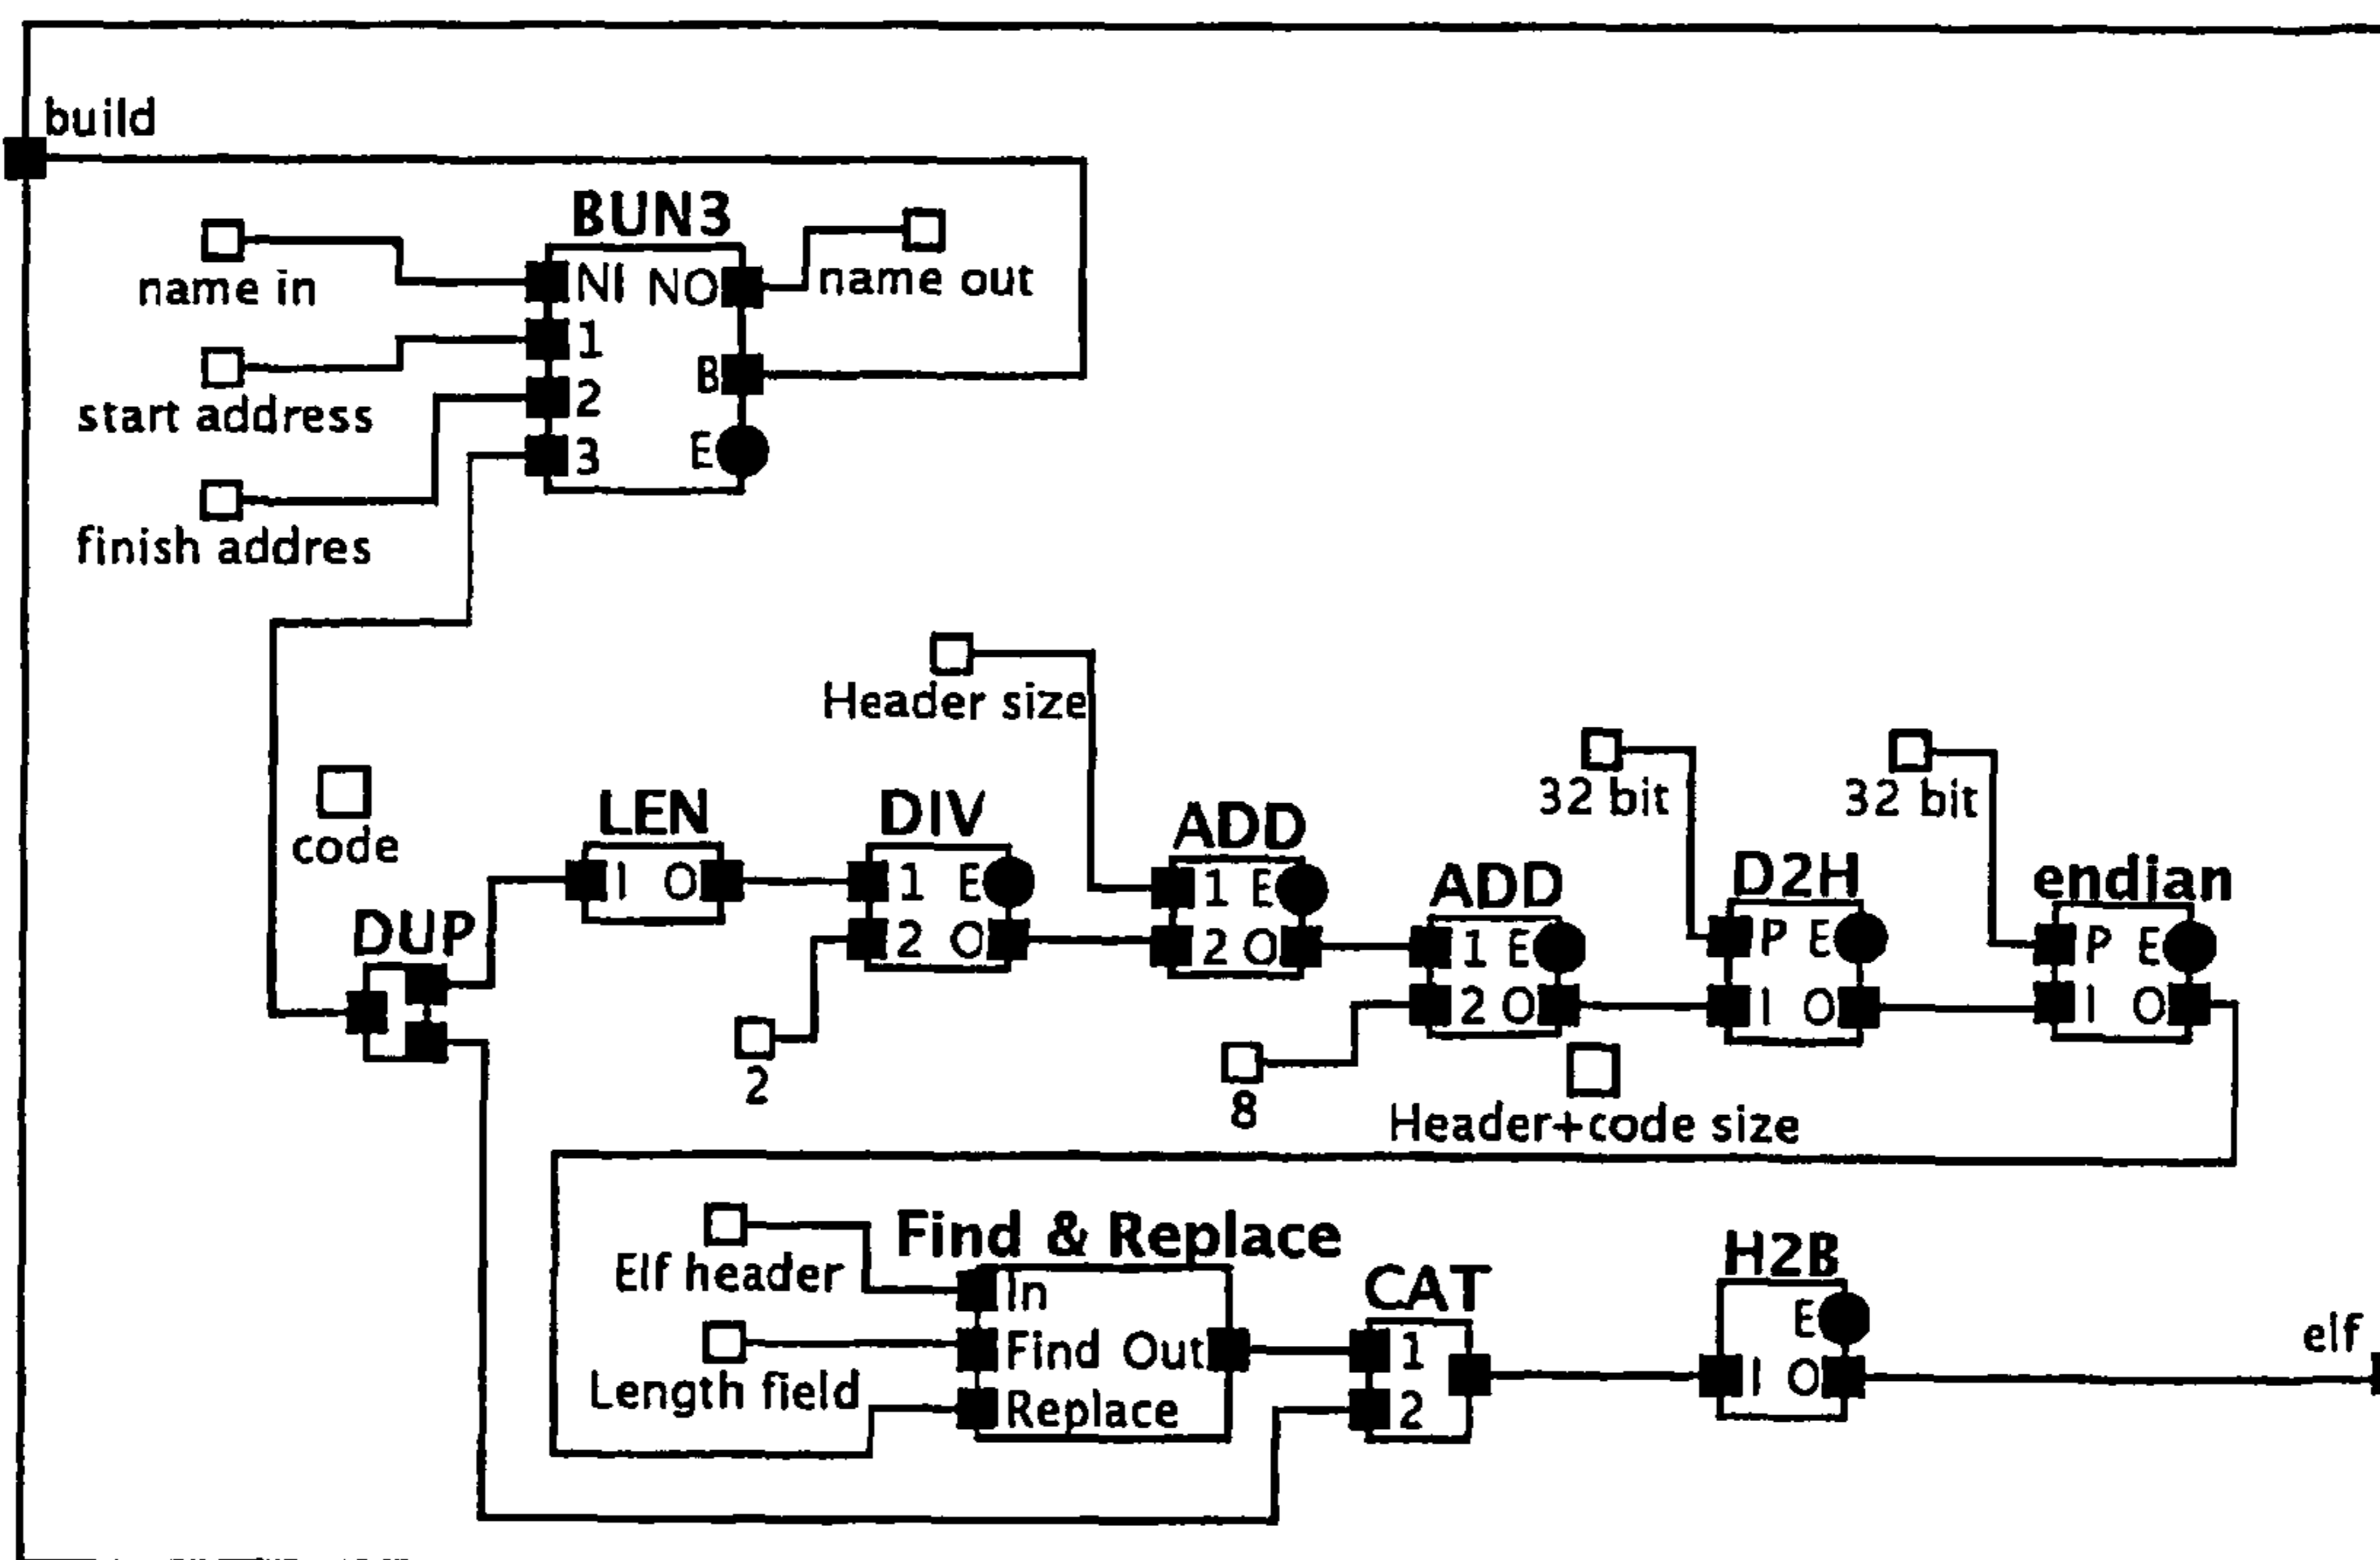 build
BUN3
NI NO
name in
name out
1
start address
2
B
3
E
finish addres
Header size
code
LEN
I O
DIV
1 E
2 O
2
ADD
1 E
2 O
8
ADD
1 E
2 O
Header+code size
32 bit
D2H
P E
I O
32 bit
endian
P E
I O
DUP
Elf header
Length field
Find & Replace
In
Find Out
Replace
CAT
1
2
H2B
E
I O
elf